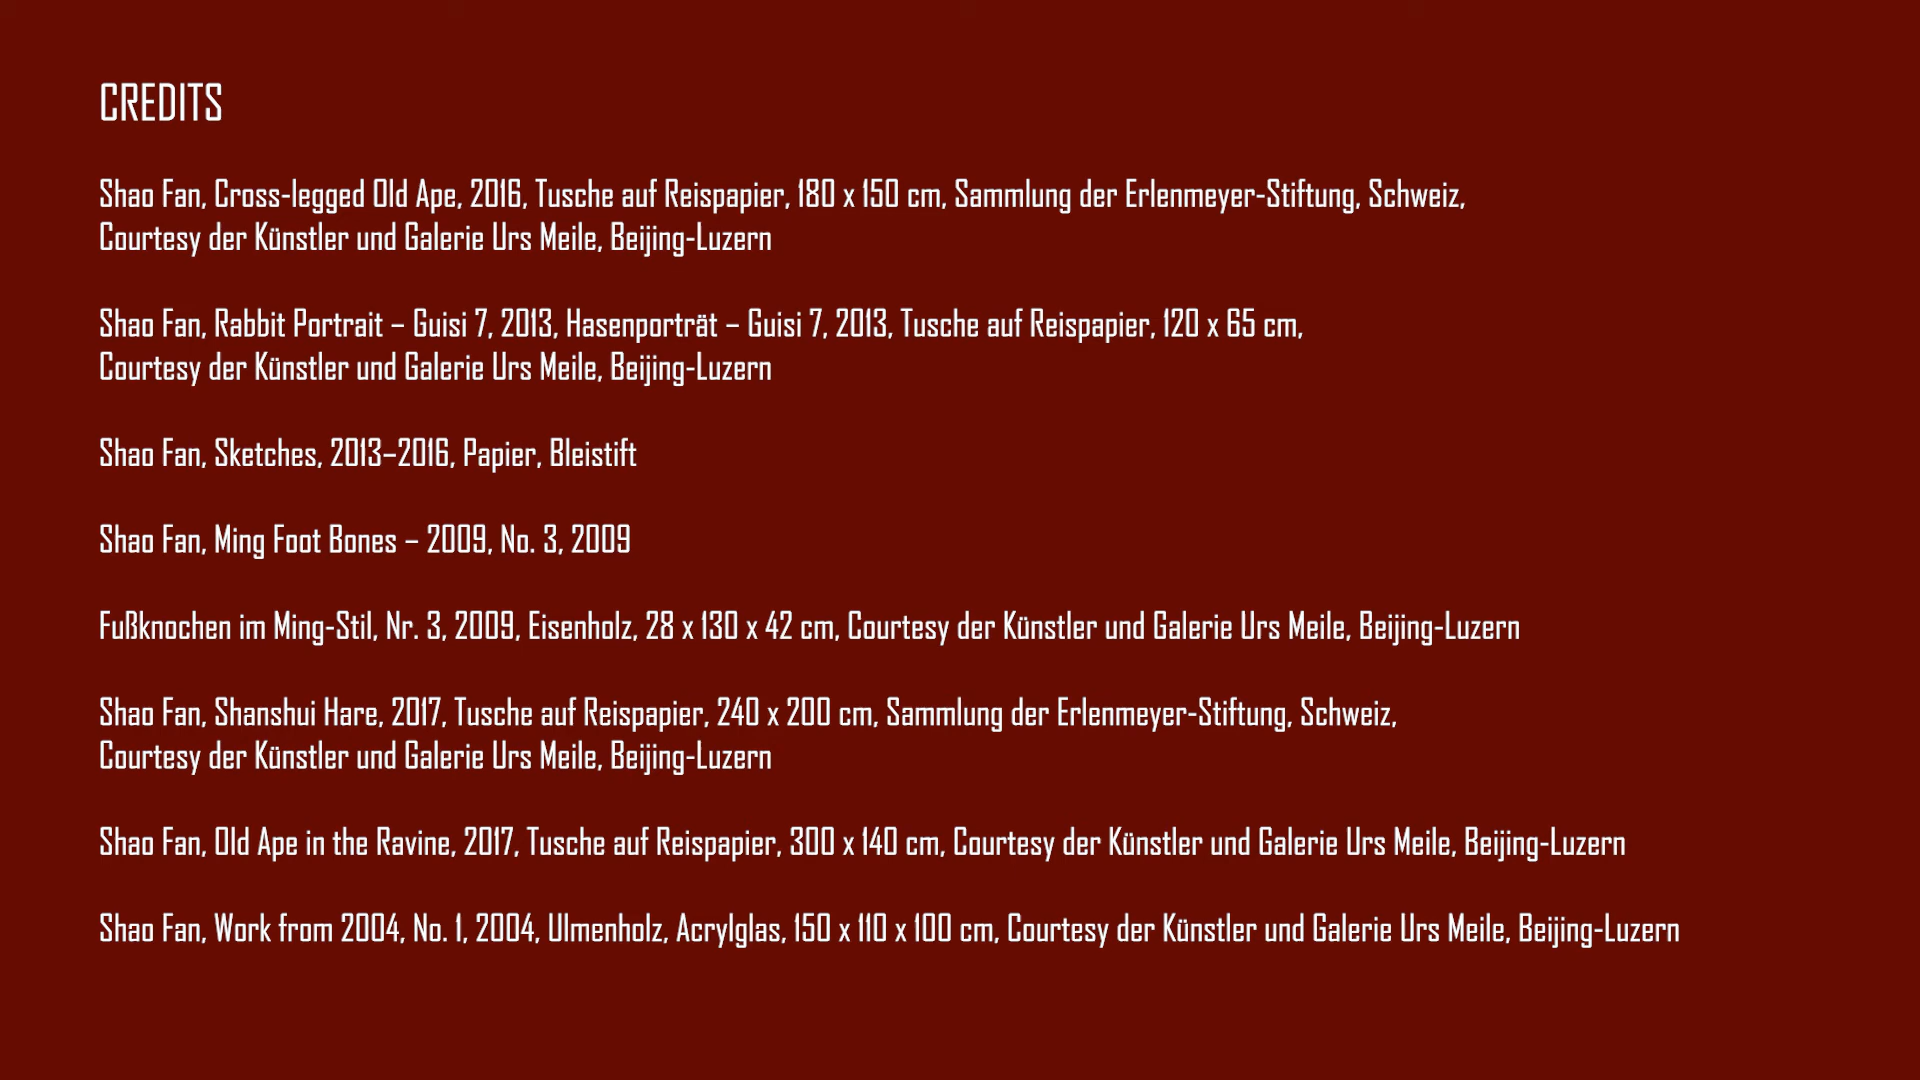 CREDITS
Shao Fan, Cross-legged Old Ape, 2016, Tusche auf Reispapier, 180 x 150 cm, Sammlung der Erlenmeyer-Stiftung, Schweiz,
Courtesy der Künstler und Galerie Urs Meile, Beijing-Luzern
Shao Fan, Rabbit Portrait – Guisi 7, 2013, Hasenporträt – Guisi 7, 2013, Tusche auf Reispapier, 120 x 65 cm,
Courtesy der Künstler und Galerie Urs Meile, Beijing-Luzern
Shao Fan, Sketches, 2013–2016, Papier, Bleistift
Shao Fan, Ming Foot Bones – 2009, No. 3, 2009
Fußknochen im Ming-Stil, Nr. 3, 2009, Eisenholz, 28 x 130 x 42 cm, Courtesy der Künstler und Galerie Urs Meile, Beijing-Luzern
Shao Fan, Shanshui Hare, 2017, Tusche auf Reispapier, 240 x 200 cm, Sammlung der Erlenmeyer-Stiftung, Schweiz,
Courtesy der Künstler und Galerie Urs Meile, Beijing-Luzern
Shao Fan, Old Ape in the Ravine, 2017, Tusche auf Reispapier, 300 x 140 cm, Courtesy der Künstler und Galerie Urs Meile, Beijing-Luzern
Shao Fan, Work from 2004, No. 1, 2004, Ulmenholz, Acrylglas, 150 x 110 x 100 cm, Courtesy der Künstler und Galerie Urs Meile, Beijing-Luzern